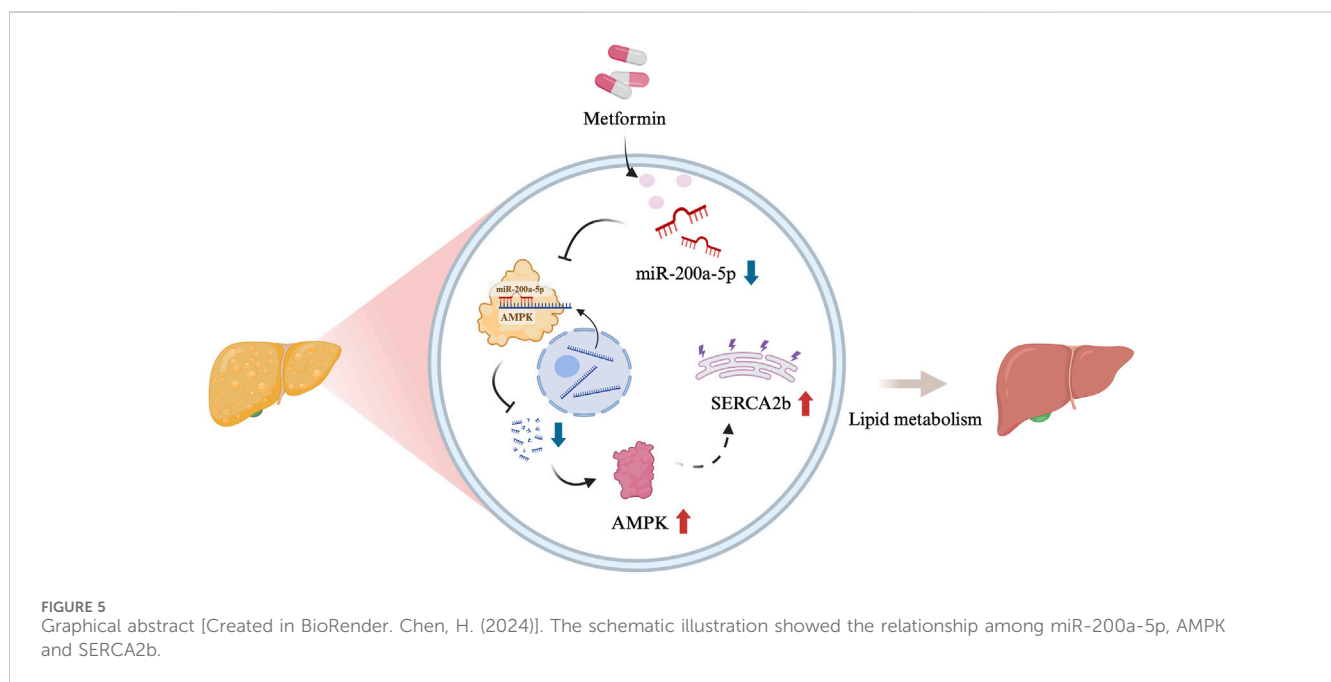 Metformin
miR-200a-5p
miR-200a-5p
AMPK
SERCA2b
AMPK
Lipid metabolism
FIGURE 5
Graphical abstract [Created in BioRender. Chen, H. (2024)]. The schematic illustration showed the relationship among miR-200a-5p, AMPK
and SERCA2b.